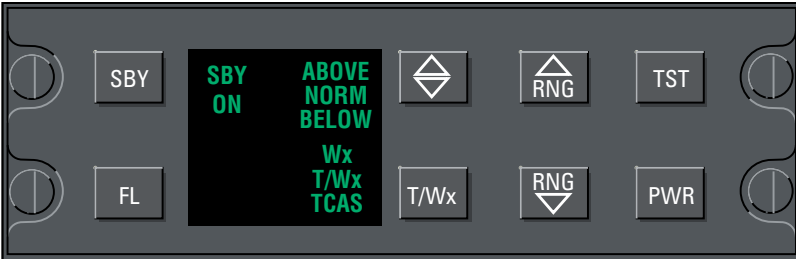 SBY
SBY
ABOVE
ON
NORM
BELOW
Wx
T/Wx
TCAS
RNG
TST
FL
T/Wx
RNG
PWR